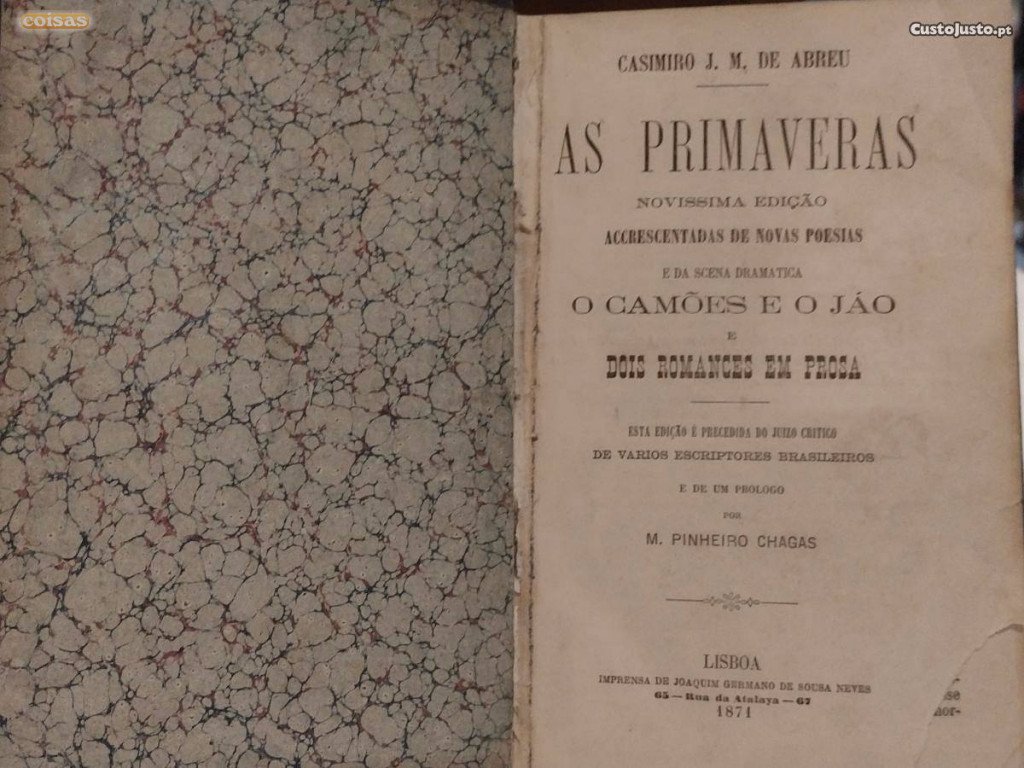 coisas
CustoJusto.pt
CASIMIRO J. M. DE ABREU
AS PRIMAVERAS
NOVISSIMA EDIÇÃO
ACCRESCENTADAS DE NOVAS POESIAS
E DA SCENA DRAMATICA
O CAMÕES E O JÁO
E
DOIS ROMANCES EM PROSA
ESTA EDIÇÃO É PRECEDIDA DO JUIZO CRITICO
DE VARIOS ESCRIPTORES BRASILEIROS
E DE UM PROLOGO
POR
M. PINHEIRO CHAGAS
LISBOA
IMPRENSA DE JOAQUIM GERMANO DE SOUSA NEVES
65 — Rua da Atalaya — 67
1871